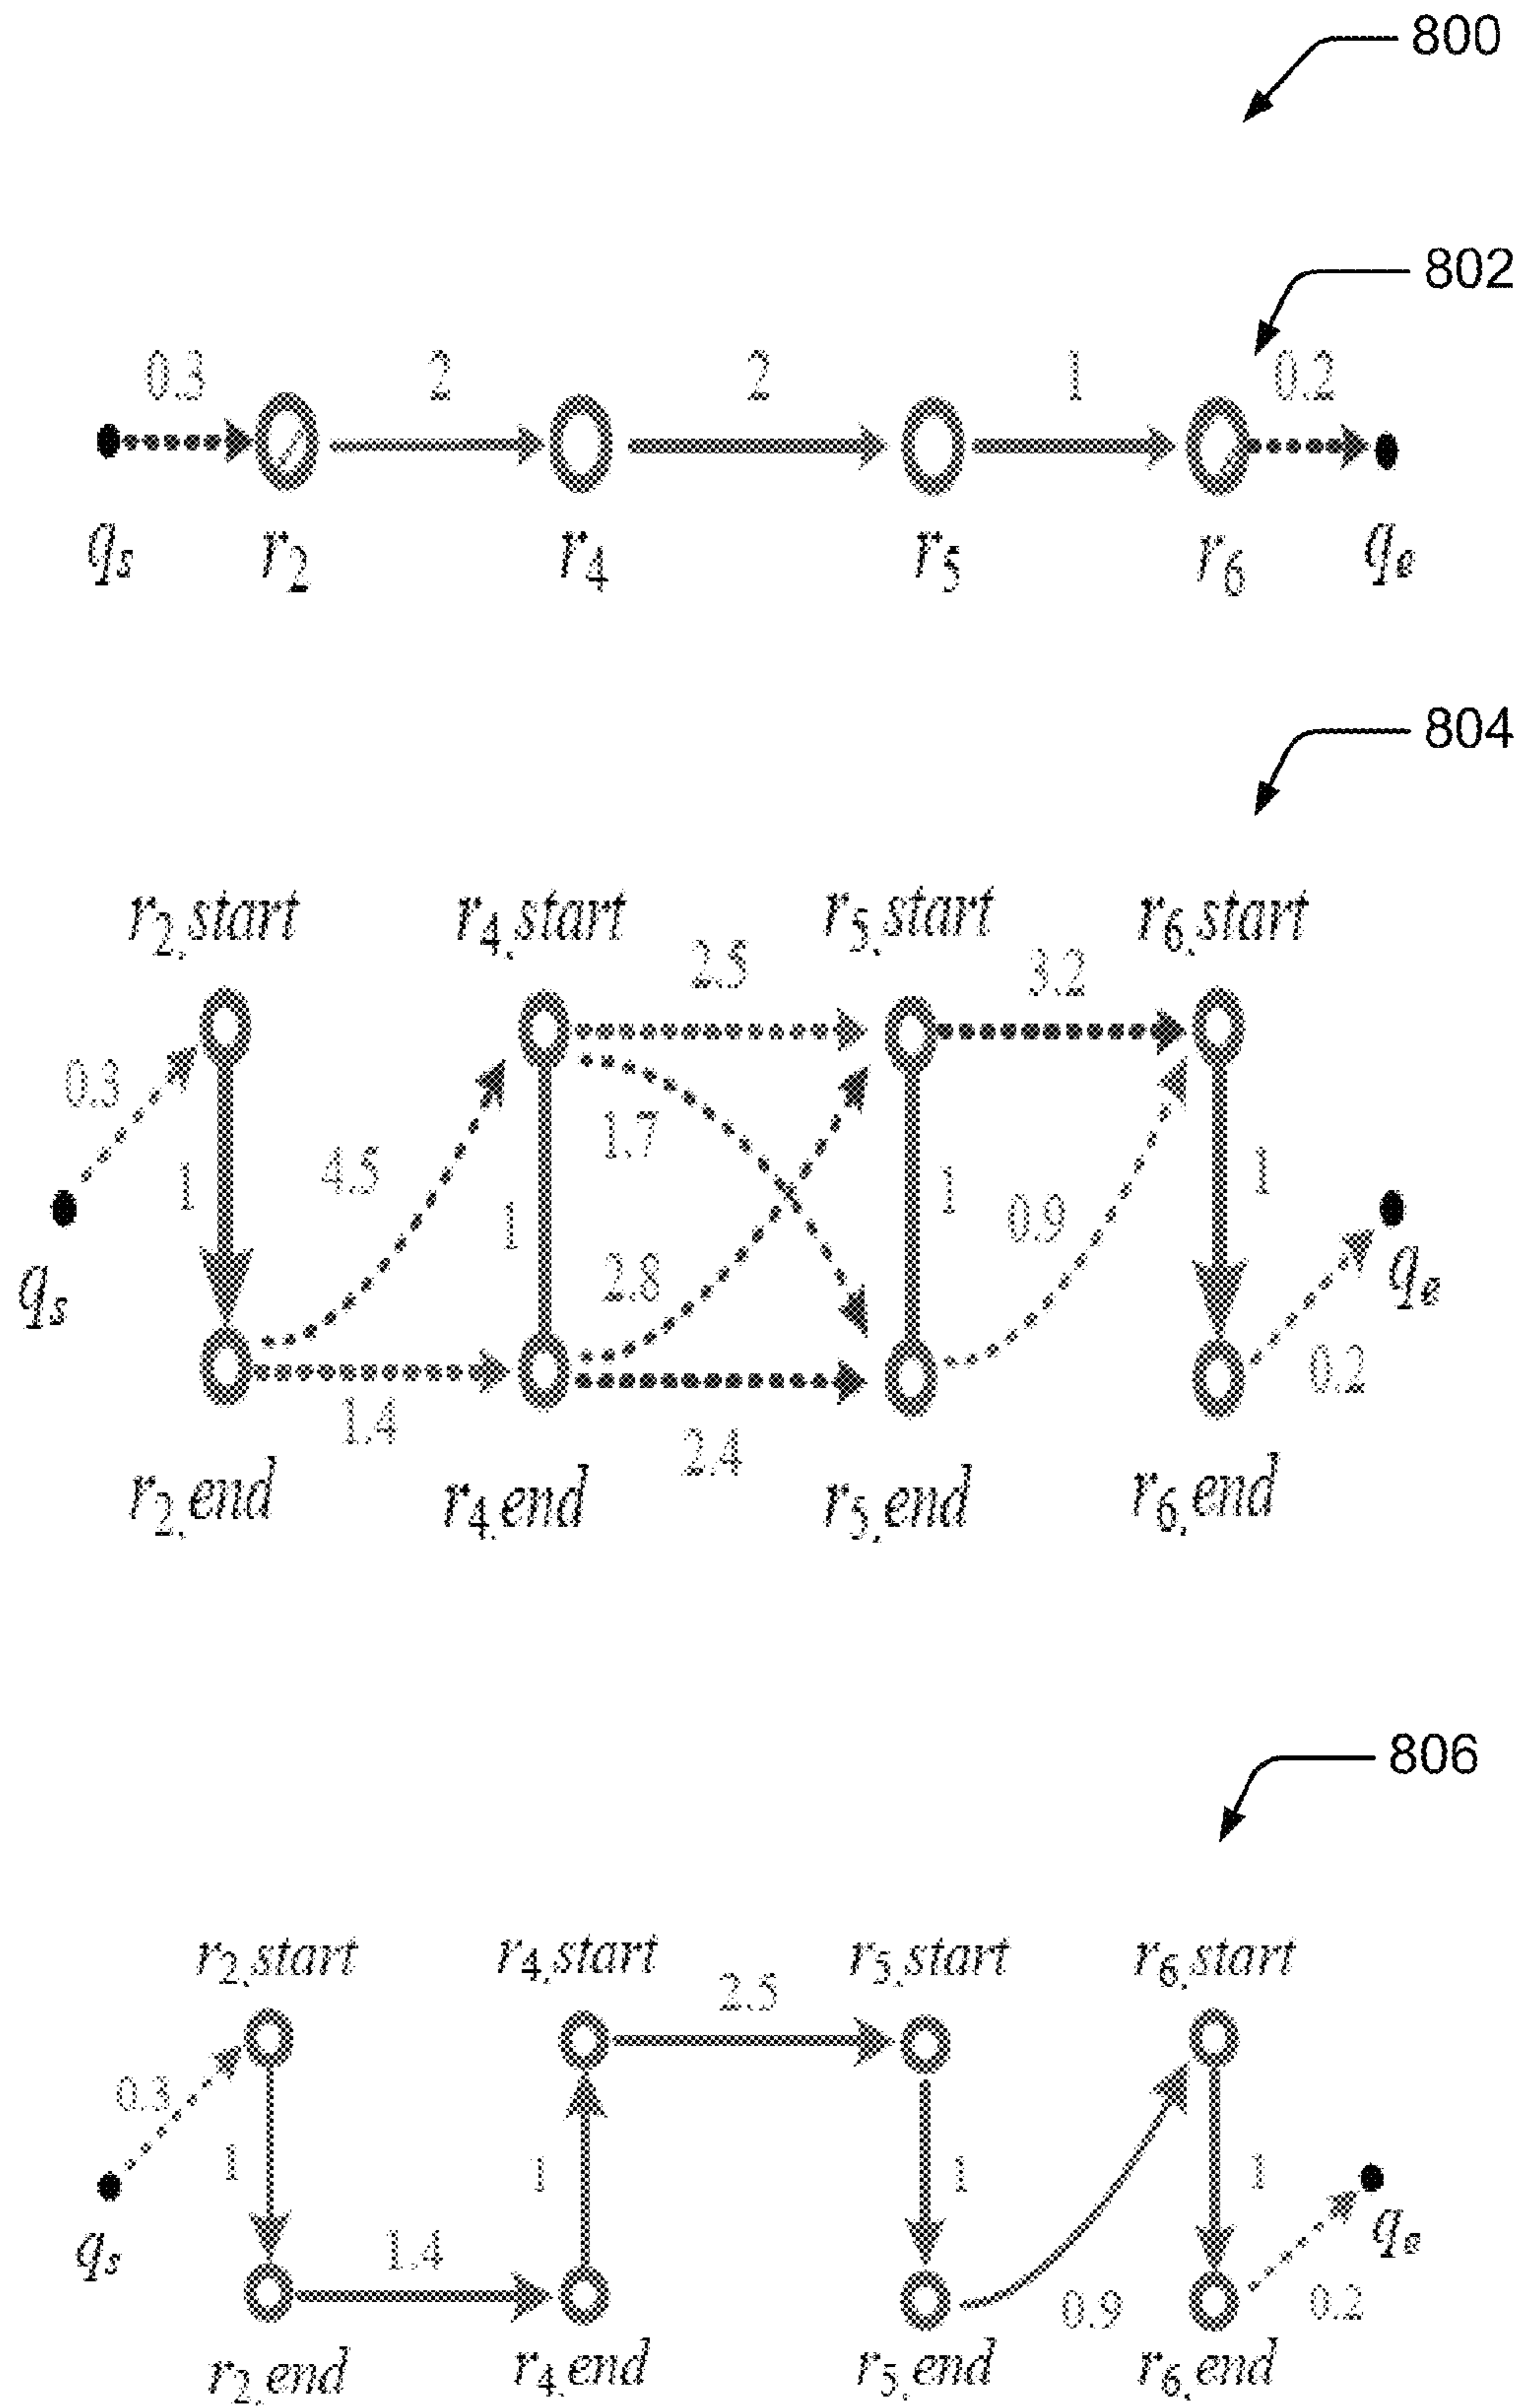 800
802
0.3 2 2 1 0.2
qs r2 r4 r5 r6 qe
804
r2.start r4.start r5.start r6.start
2.5 3.2
0.3 1.7
1 4.5 1 2.8 1 0.9 1
qs qe
1.4 2.4 0.2
r2.end r4.end r5.end r6.end
806
r2.start r4.start r5.start r6.start
2.5
0.3
1 1 1 1
qs qe
1.4 0.9 0.2
r2.end r4.end r5.end r6.end